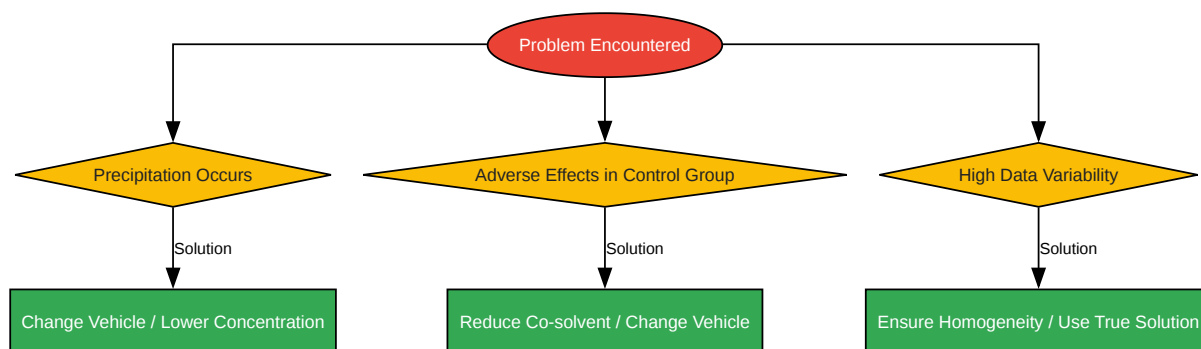 Problem Encountered
Precipitation Occurs
Adverse Effects in Control Group
High Data Variability
Solution
Solution
Solution
Change Vehicle / Lower Concentration
Reduce Co-solvent / Change Vehicle
Ensure Homogeneity / Use True Solution